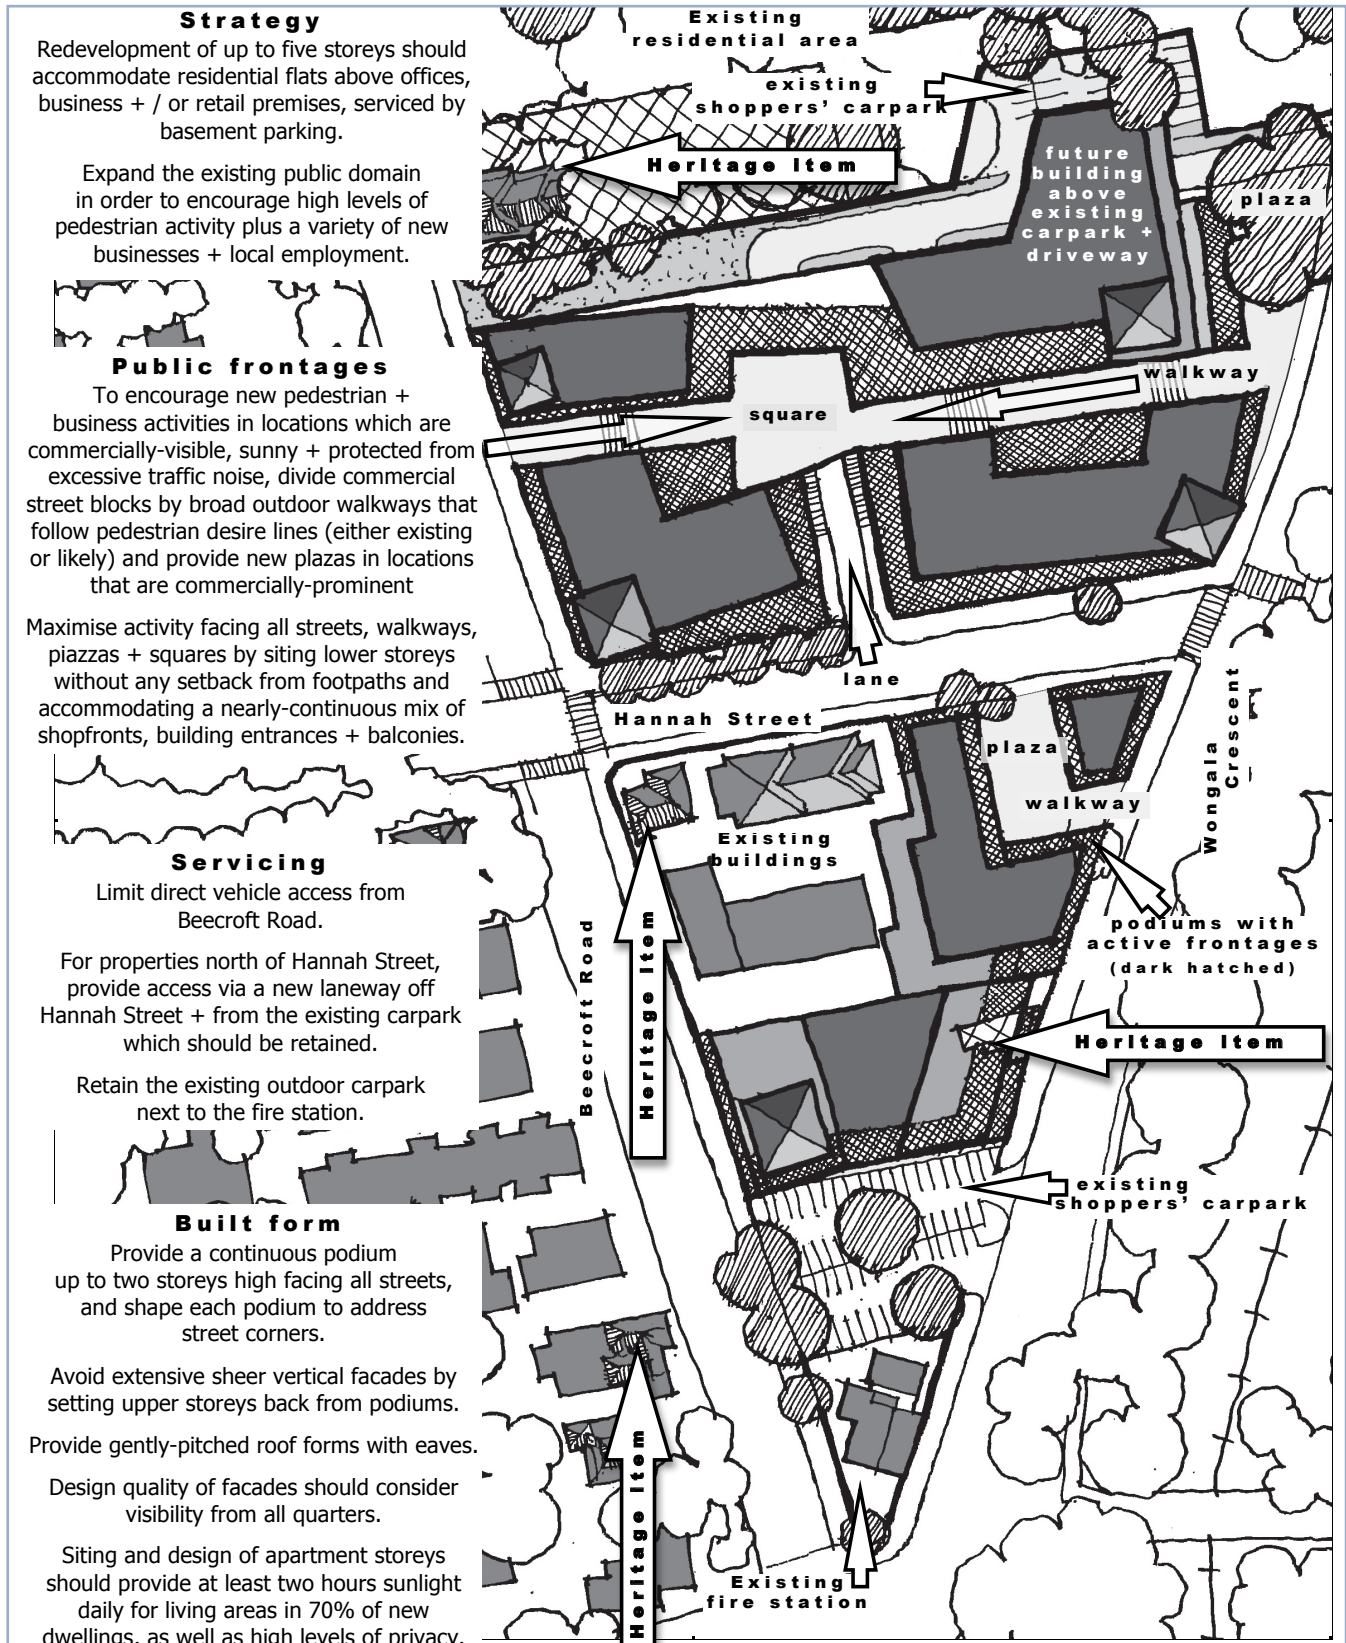 Strategy
Redevelopment of up to five storeys should
accommodate residential flats above offices,
business + / or retail premises, serviced by
basement parking.
Expand the existing public domain
in order to encourage high levels of
pedestrian activity plus a variety of new
businesses + local employment.
Public frontages
To encourage new pedestrian +
business activities in locations which are
commercially-visible, sunny + protected from
excessive traffic noise, divide commercial
street blocks by broad outdoor walkways that
follow pedestrian desire lines (either existing
or likely) and provide new plazas in locations
that are commercially-prominent
Maximise activity facing all streets, walkways,
piazzas + squares by siting lower storeys
without any setback from footpaths and
accommodating a nearly-continuous mix of
shopfronts, building entrances + balconies.
Servicing
Limit direct vehicle access from
Beecroft Road.
For properties north of Hannah Street,
provide access via a new laneway off
Hannah Street + from the existing carpark
which should be retained.
Retain the existing outdoor carpark
next to the fire station.
Built form
Provide a continuous podium
up to two storeys high facing all streets,
and shape each podium to address
street corners.
Avoid extensive sheer vertical facades by
setting upper storeys back from podiums.
Provide gently-pitched roof forms with eaves.
Design quality of facades should consider
visibility from all quarters.
Siting and design of apartment storeys
should provide at least two hours sunlight
daily for living areas in 70% of new
dwellings, as well as high levels of privacy.
Existing
residential area
existing
shoppers' carpark
Heritage Item
future
building
above
existing
carpark +
driveway
plaza
walkway
square
lane
Hannah Street
plaza
walkway
Wongala
Crescent
Existing
buildings
podiums with
active frontages
(dark hatched)
Beecroft Road
Heritage Item
Heritage Item
existing
shoppers' carpark
Heritage Item
Existing
fire station